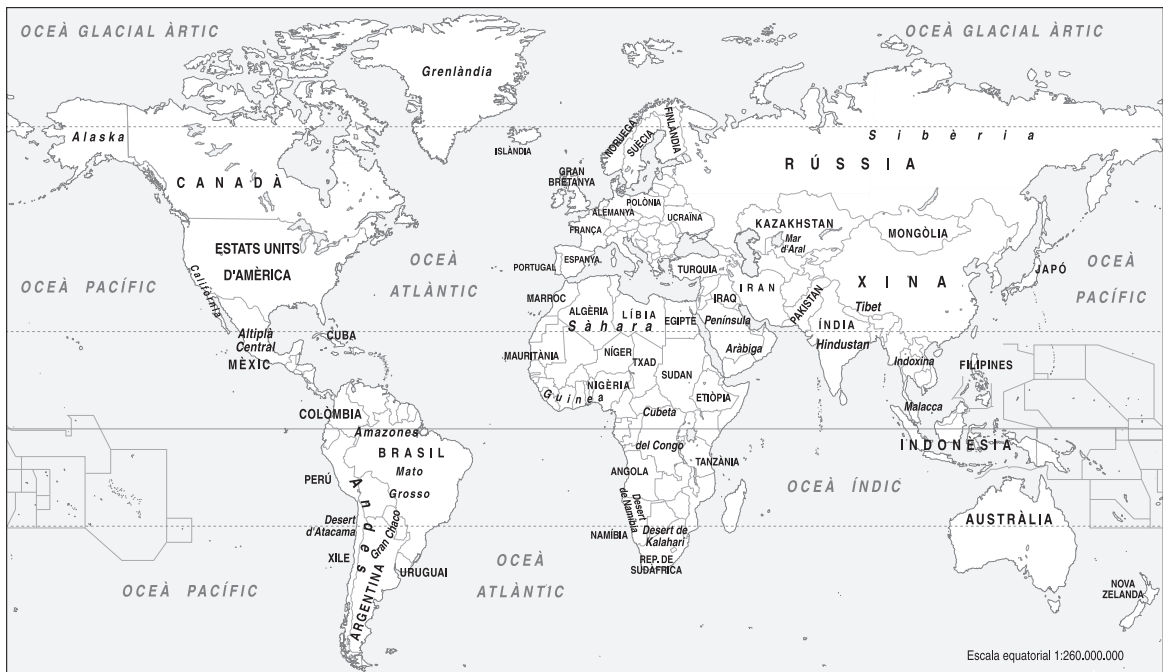 OCEÀ GLACIAL ÀRTIC
OCEÀ GLACIAL ÀRTIC
Grenlàndia
Alaska
ISLÀNDIA
NORUEGA
SUÈCIA
FINLÀNDIA
Sibèria
RÚSSIA
CANADÀ
GRAN
BRETANYA
POLÒNIA
ALEMANYA
UCRAÏNA
FRANÇA
KAZAKHSTAN
Mar
d'Aral
MONGÒLIA
ESTATS UNITS
D'AMÈRICA
Califòrnia
OCEÀ PACÍFIC
OCEÀ
ATLÀNTIC
PORTUGAL
ESPANYA
TURQUIA
IRAN
XINA
JAPÓ
OCEÀ
PACÍFIC
MARROC
ALGÈRIA
LÍBIA
EGIPTE
Sàhara
IRAQ
Península
Aràbiga
PAKISTAN
Tibet
ÍNDIA
Hindustan
Altiplà
Central
MÈXIC
CUBA
MAURITÀNIA
NÍGER
TXAD
SUDAN
NIGÈRIA
Guinea
ETIÒPIA
Indoxina
FILIPINES
Malacca
COLÒMBIA
Amazones
BRASIL
Mato
Grosso
PERÚ
Andes
Cubeta
del Congo
TANZÀNIA
ANGOLA
INDONÈSIA
OCEÀ ÍNDIC
Desert
d'Atacama
Gran Chaco
XILE
ARGENTINA
URUGUAI
Desert
de Namíbia
NAMÍBIA
Desert de
Kalahari
REP. DE
SUDÀFRICA
AUSTRÀLIA
NOVA
ZELANDA
OCEÀ PACÍFIC
OCEÀ
ATLÀNTIC
Escala equatorial 1:260.000.000